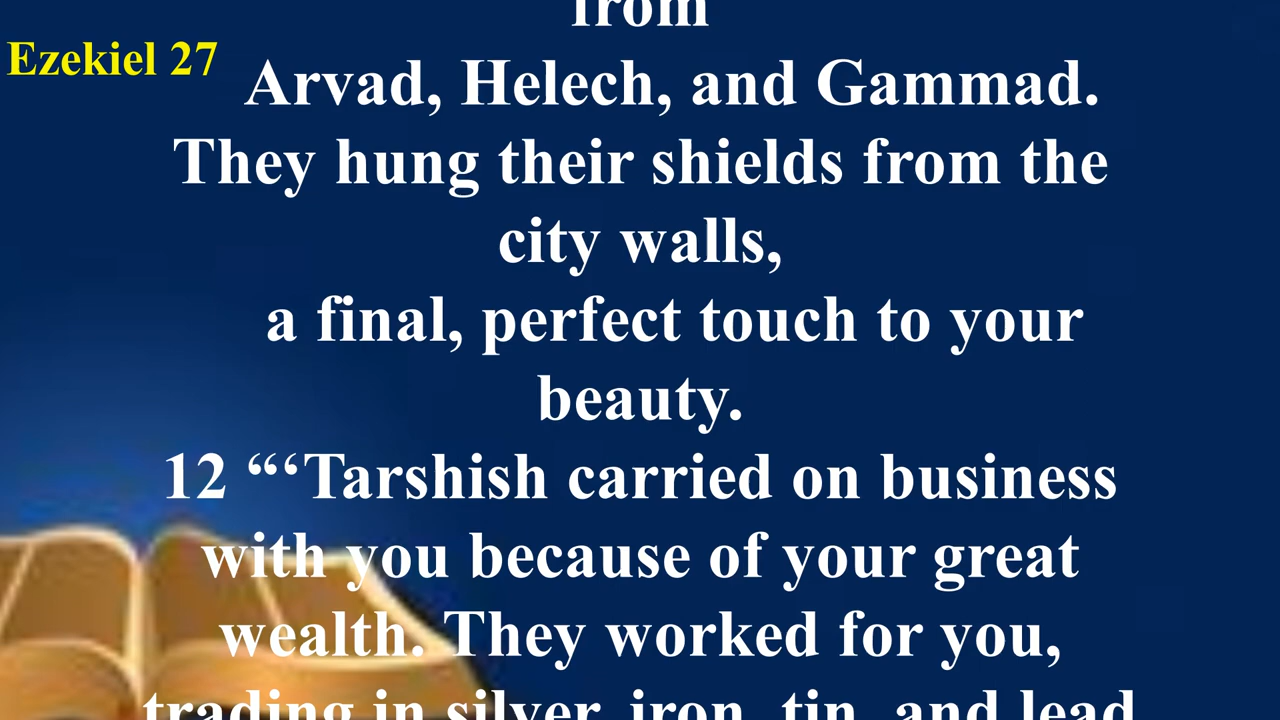 from
Ezekiel 27
Arvad, Helech, and Gammad.
They hung their shields from the
city walls,
a final, perfect touch to your
beauty.
12 “‘Tarshish carried on business
with you because of your great
wealth. They worked for you,
trading in silver, iron, tin, and lead